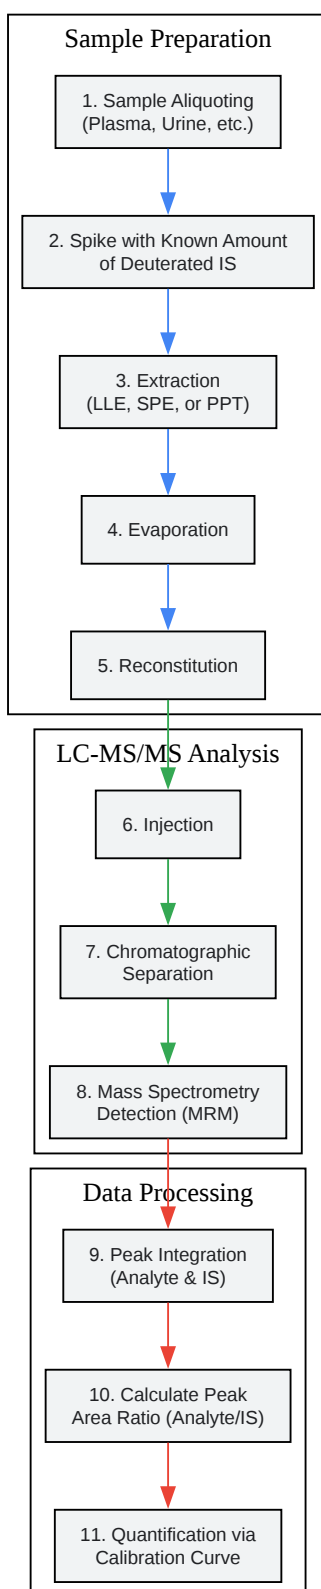 Sample Preparation
1. Sample Aliquoting
(Plasma, Urine, etc.)
2. Spike with Known Amount
of Deuterated IS
3. Extraction
(LLE, SPE, or PPT)
4. Evaporation
5. Reconstitution
LC-MS/MS Analysis
6. Injection
7. Chromatographic
Separation
8. Mass Spectrometry
Detection (MRM)
Data Processing
9. Peak Integration
(Analyte & IS)
10. Calculate Peak
Area Ratio (Analyte/IS)
11. Quantification via
Calibration Curve